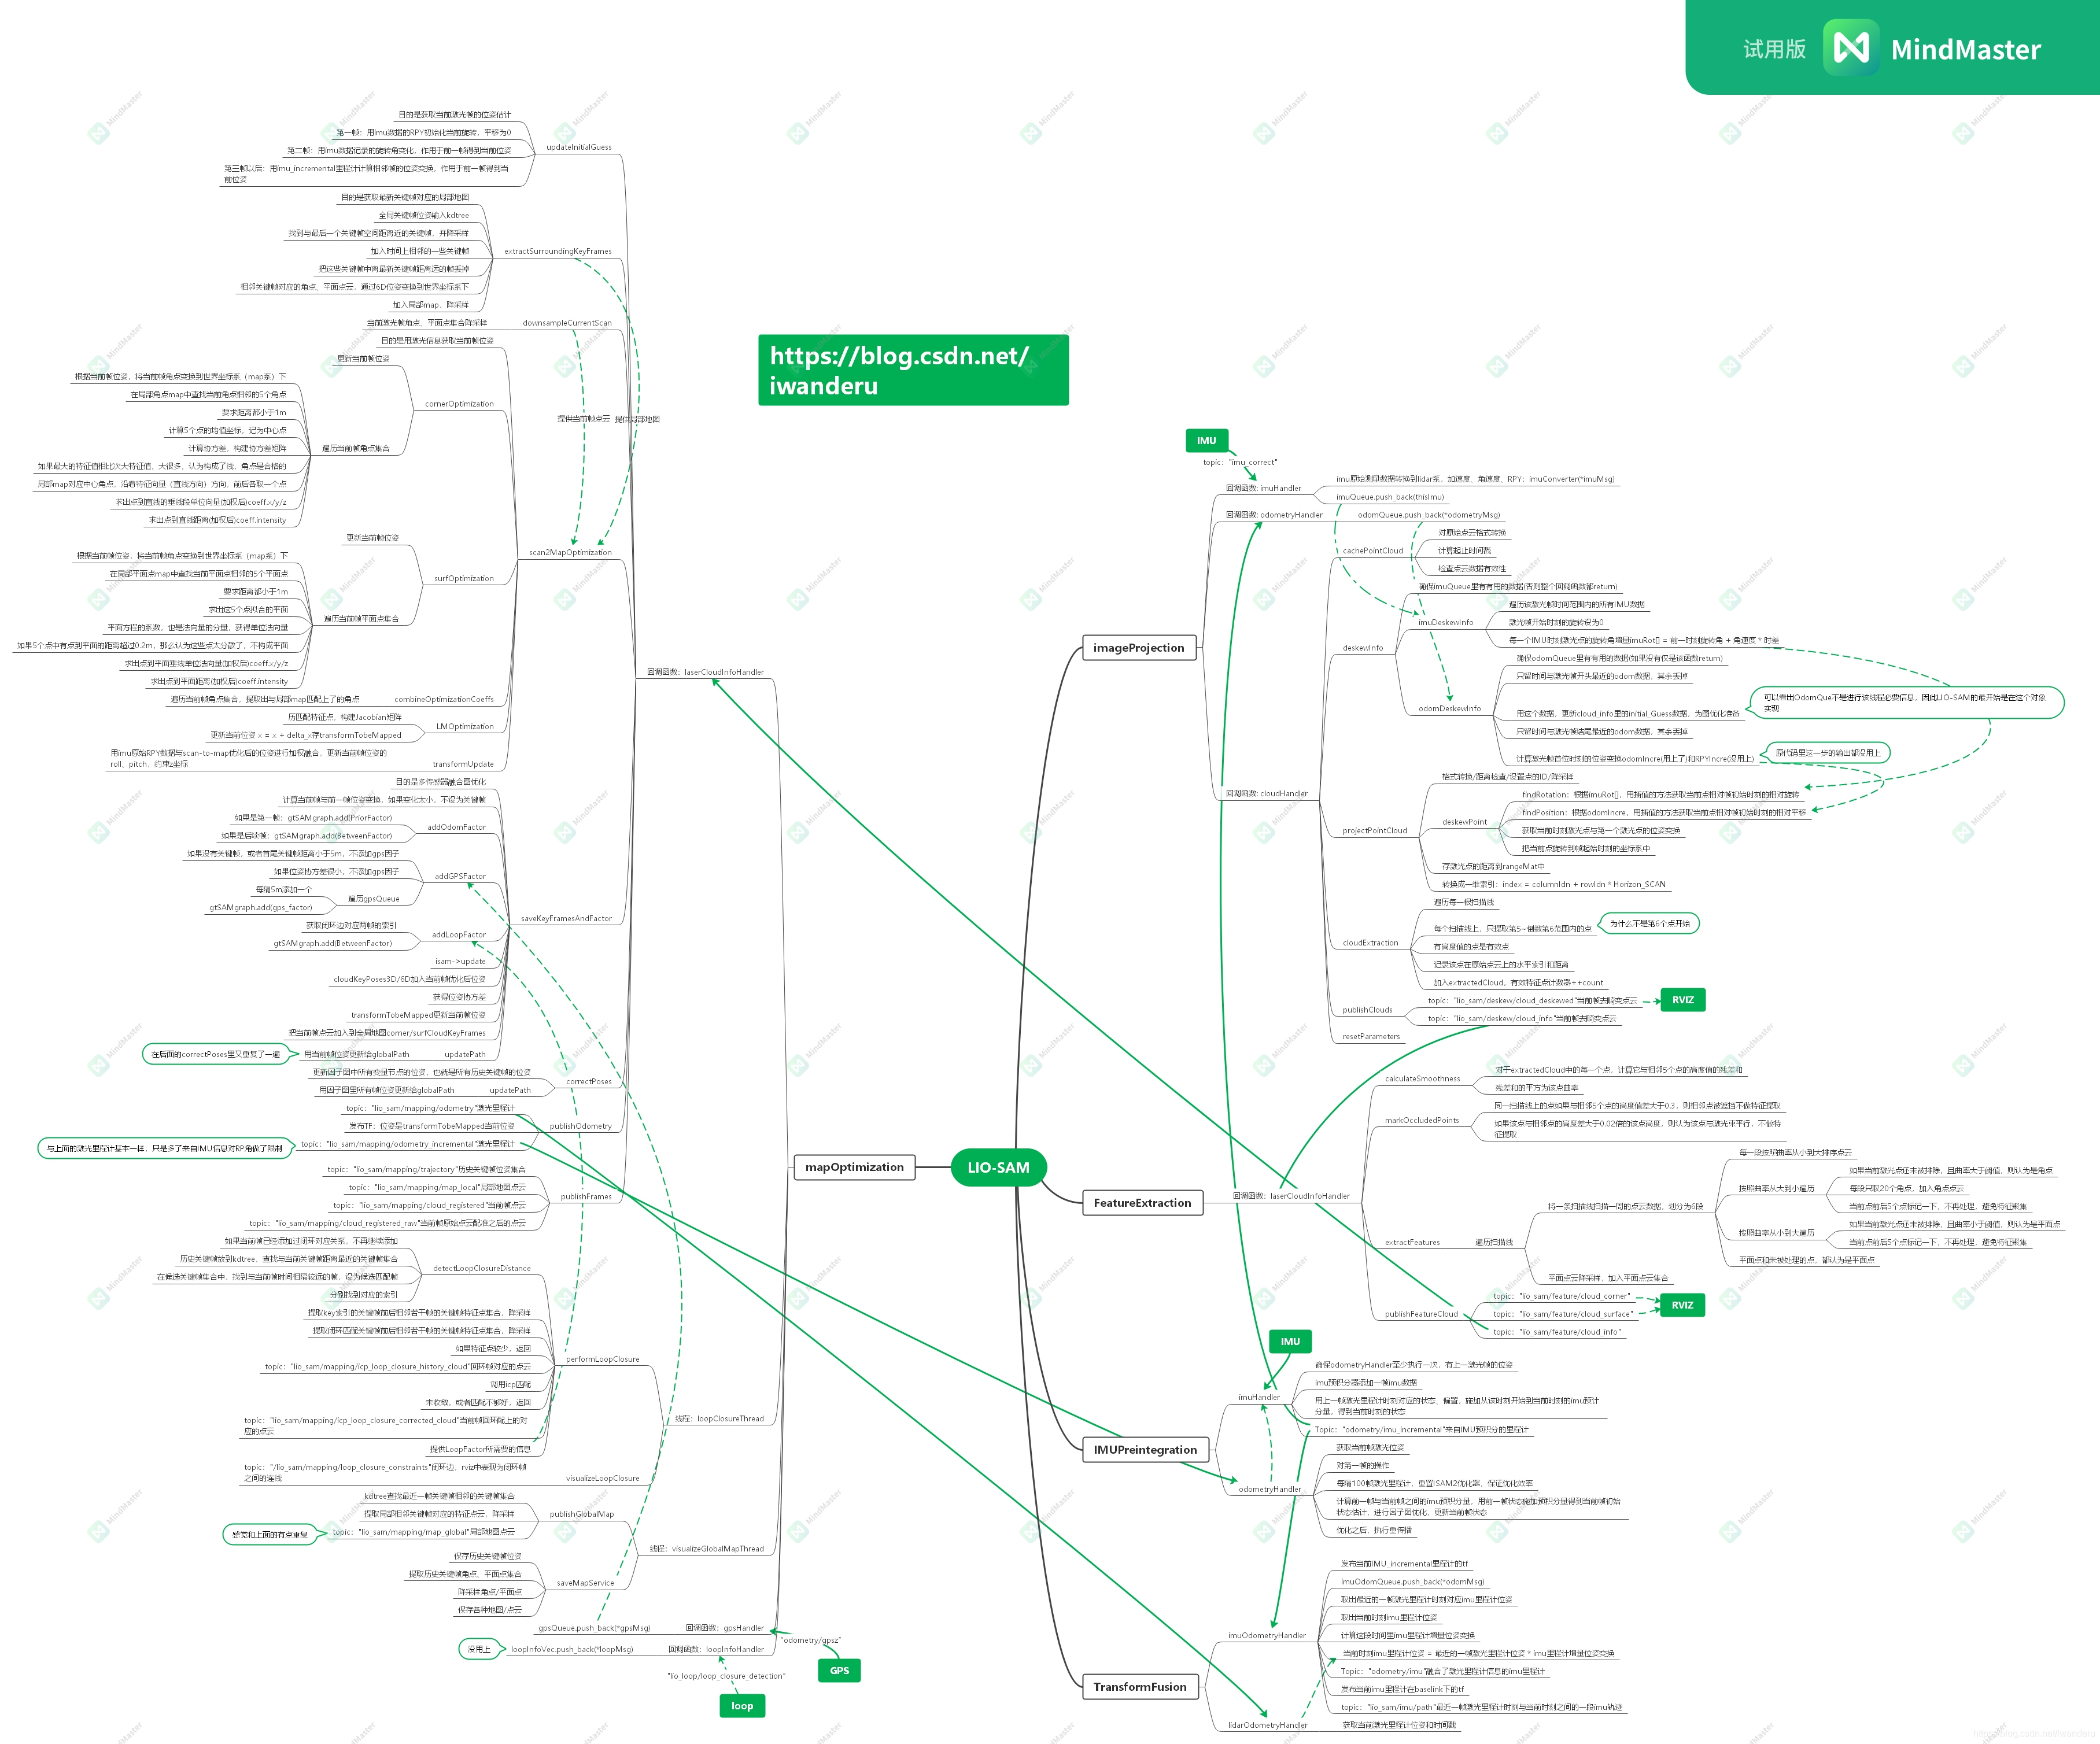 试用版 MindMaster
https://blog.csdn.net/
iwanderu
LIO-SAM
mapOptimization
回调函数：laserCloudInfoHandler
updateInitialGuess
目的是获取当前激光帧的位姿估计
第一帧：用imu数据的RPY初始化当前旋转，平移为0
第二帧：用imu数据记录的旋转角变化，作用于前一帧得到当前位姿
第三帧以后：用imu_incremental里程计计算相邻帧的位姿变换，作用于前一帧得到当
前位姿
extractSurroundingKeyFrames
目的是获取最新关键帧对应的局部地图
全局关键帧位姿输入kdtree
找到与最后一个关键帧空间距离近的关键帧，并降采样
加入时间上相邻的一些关键帧
把这些关键帧中离最新关键帧距离远的帧丢掉
相邻关键帧对应的角点、平面点云，通过6D位姿变换到世界坐标系下
加入局部map，降采样
downsampleCurrentScan
当前激光帧角点、平面点集合降采样
提供当前帧点云
提供局部地图
scan2MapOptimization
目的是用激光信息获取当前帧位姿
cornerOptimization
更新当前帧位姿
遍历当前帧角点集合
根据当前帧位姿，将当前帧角点变换到世界坐标系（map系）下
在局部角点map中查找当前角点相邻的5个角点
要求距离都小于1m
计算5个点的均值坐标，记为中心点
计算协方差，构建协方差矩阵
如果最大的特征值相比次大特征值，大很多，认为构成了线，角点是合格的
局部map对应中心角点，沿着特征向量（直线方向）方向，前后各取一个点
求出点到直线的垂线段单位向量(加权后)coeff.x/y/z
求出点到直线距离(加权后)coeff.intensity
surfOptimization
更新当前帧位姿
遍历当前帧平面点集合
根据当前帧位姿，将当前帧角点变换到世界坐标系（map系）下
在局部平面点map中查找当前平面点相邻的5个平面点
要求距离都小于1m
求出这5个点拟合的平面
平面方程的系数，也是法向量的分量，获得单位法向量
如果5个点中有点到平面的距离超过0.2m，那么认为这些点太分散了，不构成平面
求出点到平面垂线单位法向量(加权后)coeff.x/y/z
求出点到平面距离(加权后)coeff.intensity
combineOptimizationCoeffs
遍历当前帧角点集合，提取出与局部map匹配上了的角点
LMOptimization
历匹配特征点，构建Jacobian矩阵
更新当前位姿 x = x + delta_x存transformTobeMapped
transformUpdate
用imu原始RPY数据与scan-to-map优化后的位姿进行加权融合，更新当前帧位姿的
roll、pitch，约束z坐标
saveKeyFramesAndFactor
目的是多传感器融合图优化
计算当前帧与前一帧位姿变换，如果变化太小，不设为关键帧
addOdomFactor
如果是第一帧：gtSAMgraph.add(PriorFactor)
如果是后续帧：gtSAMgraph.add(BetweenFactor)
addGPSFactor
如果没有关键帧，或者首尾关键帧距离小于5m，不添加gps因子
如果位姿协方差很小，不添加gps因子
遍历gpsQueue
每隔5m添加一个
gtSAMgraph.add(gps_factor)
addLoopFactor
获取闭环边对应两帧的索引
gtSAMgraph.add(BetweenFactor)
isam->update
cloudKeyPoses3D/6D加入当前帧优化后位姿
获得位姿协方差
transformTobeMapped更新当前帧位姿
把当前帧点云加入到全局地图corner/surfCloudKeyFrames
updatePath
用当前帧位姿更新给globalPath
在后面的correctPoses里又重复了一遍
correctPoses
更新因子图中所有变量节点的位姿，也就是所有历史关键帧的位姿
updatePath
用因子图里所有帧位姿更新给globalPath
publishOdometry
topic："lio_sam/mapping/odometry"激光里程计
发布TF：位姿是transformTobeMapped当前位姿
topic："lio_sam/mapping/odometry_incremental"激光里程计
与上面的激光里程计基本一样，只是多了来自IMU信息对RP角做了限制
publishFrames
topic："lio_sam/mapping/trajectory"历史关键帧位姿集合
topic："lio_sam/mapping/map_local"局部地图点云
topic："lio_sam/mapping/cloud_registered"当前帧点云
topic："lio_sam/mapping/cloud_registered_raw"当前帧原始点云配准之后的点云
线程：loopClosureThread
performLoopClosure
detectLoopClosureDistance
如果当前帧已经添加过闭环对应关系，不再继续添加
历史关键帧放到kdtree，查找与当前关键帧距离最近的关键帧集合
在候选关键帧集合中，找到与当前帧时间相隔较远的帧，设为候选匹配帧
分别找到对应的索引
提取key索引的关键帧前后相邻若干帧的关键帧特征点集合，降采样
提取闭环匹配关键帧前后相邻若干帧的关键帧特征点集合，降采样
如果特征点较少，返回
topic："lio_sam/mapping/icp_loop_closure_history_cloud"回环帧对应的点云
调用icp匹配
未收敛，或者匹配不够好，返回
topic："lio_sam/mapping/icp_loop_closure_corrected_cloud"当前帧回环配上的对
应的点云
提供LoopFactor所需要的信息
visualizeLoopClosure
topic："/lio_sam/mapping/loop_closure_constraints"闭环边，rviz中表现为闭环帧
之间的连线
线程：visualizeGlobalMapThread
publishGlobalMap
kdtree查找最近一帧关键帧相邻的关键帧集合
提取局部相邻关键帧对应的特征点云，降采样
topic："lio_sam/mapping/map_global"局部地图点云
感觉和上面的有点重复
saveMapService
保存历史关键帧位姿
提取历史关键帧角点、平面点集合
降采样角点/平面点
保存各种地图/点云
回调函数：gpsHandler
gpsQueue.push_back(*gpsMsg)
"odometry/gpsz"
GPS
回调函数：loopInfoHandler
loopInfoVec.push_back(*loopMsg)
没用上
"lio_loop/loop_closure_detection"
loop
imageProjection
IMU
topic："imu_correct"
回调函数: imuHandler
imu原始测量数据转换到lidar系，加速度、角速度、RPY：imuConverter(*imuMsg)
imuQueue.push_back(thisImu)
回调函数: odometryHandler
odomQueue.push_back(*odometryMsg)
回调函数: cloudHandler
cachePointCloud
对原始点云格式转换
计算起止时间戳
检查点云数据有效性
deskewInfo
确保imuQueue里有有用的数据(否则整个回调函数都return)
imuDeskewInfo
遍历该激光帧时间范围内的所有IMU数据
激光帧开始时刻的旋转设为0
每一个IMU时刻激光点的旋转角增量imuRot[] = 前一时刻旋转角 + 角速度 * 时差
odomDeskewInfo
确保odomQueue里有有用的数据(如果没有仅是该函数return)
只留时间与激光帧开头最近的odom数据，其余丢掉
用这个数据，更新cloud_info里的initial_Guess数据，为图优化准备
可以看出OdomQue不是进行该线程必要信息，因此LIO-SAM的最开始是在这个对象
实现
只留时间与激光帧结尾最近的odom数据，其余丢掉
计算激光帧首位时刻的位姿变换odomIncre(用上了)和RPYIncre(没用上)
原代码里这一步的输出都没用上
projectPointCloud
格式转换/距离检查/设置点的ID/降采样
deskewPoint
findRotation：根据imuRot[]，用插值的方法获取当前点相对帧初始时刻的相对旋转
findPosition：根据odomIncre，用插值的方法获取当前点相对帧初始时刻的相对平移
获取当前时刻激光点与第一个激光点的位姿变换
把当前点旋转到帧起始时刻的坐标系中
存激光点的距离到rangeMat中
转换成一维索引：index = columnIdn + rowIdn * Horizon_SCAN
cloudExtraction
遍历每一根扫描线
每个扫描线上，只提取第5~倒数第6范围内的点
为什么不是第6个点开始
有高度值的点是有效点
记录该点在原始点云上的水平索引和距离
加入extractedCloud，有效特征点计数器++count
publishClouds
topic："lio_sam/deskew/cloud_deskewed"当前帧去畸变点云
RVIZ
topic："lio_sam/deskew/cloud_info"当前帧去畸变点云
resetParameters
FeatureExtraction
回调函数：laserCloudInfoHandler
calculateSmoothness
对于extractedCloud中的每一个点，计算它与相邻5个点的高度值的残差和
残差和的平方为该点曲率
markOccludedPoints
同一扫描线上的点如果与相邻5个点的高度值差大于0.3，则相邻点被遮挡不做特征提取
如果该点与相邻点的高度差大于0.02倍的该点高度，则认为该点与激光束平行，不做特
征提取
extractFeatures
遍历扫描线
将一条扫描线扫描一周的点云数据，划分为6段
每一段按照曲率从小到大排序点云
按照曲率从大到小遍历
如果当前激光点还未被排除，且曲率大于阈值，则认为是角点
每段只取20个角点，加入角点点云
当前点前后5个点标记一下，不再处理，避免特征聚集
按照曲率从小到大遍历
如果当前激光点还未被排除，且曲率小于阈值，则认为是平面点
当前点前后5个点标记一下，不再处理，避免特征聚集
平面点和未被处理的点，都认为是平面点
平面点云降采样，加入平面点云集合
publishFeatureCloud
topic："lio_sam/feature/cloud_corner"
topic："lio_sam/feature/cloud_surface"
RVIZ
topic："lio_sam/feature/cloud_info"
IMUPreintegration
IMU
imuHandler
确保odometryHandler至少执行一次，有上一激光帧的位姿
imu预积分器添加一帧imu数据
用上一帧激光里程计时刻对应的状态、偏置，施加从该时刻开始到当前时刻的imu预计
分量，得到当前时刻的状态
Topic："odometry/imu_incremental"来自IMU预积分的里程计
odometryHandler
获取当前帧激光位姿
对第一帧的操作
每隔100帧激光里程计，重置ISAM2优化器，保证优化效率
计算前一帧与当前帧之间的imu预积分量，用前一帧状态施加预积分量得到当前帧初始
状态估计，进行因子图优化，更新当前帧状态
优化之后，执行重传播
TransformFusion
imuOdometryHandler
发布当前IMU_incremental里程计的tf
imuOdomQueue.push_back(*odomMsg)
取出最近的一帧激光里程计时刻对应imu里程计位姿
取出当前时刻imu里程计位姿
计算这段时间里imu里程计增量位姿变换
当前时刻imu里程计位姿 = 最近的一帧激光里程计位姿 * imu里程计增量位姿变换
Topic："odometry/imu"融合了激光里程计信息的imu里程计
发布当前imu里程计在baselink下的tf
topic："lio_sam/imu/path"最近一帧激光里程计时刻与当前时刻之间的一段imu轨迹
lidarOdometryHandler
获取当前激光里程计位姿和时间戳
https://blog.csdn.net/iwanderu